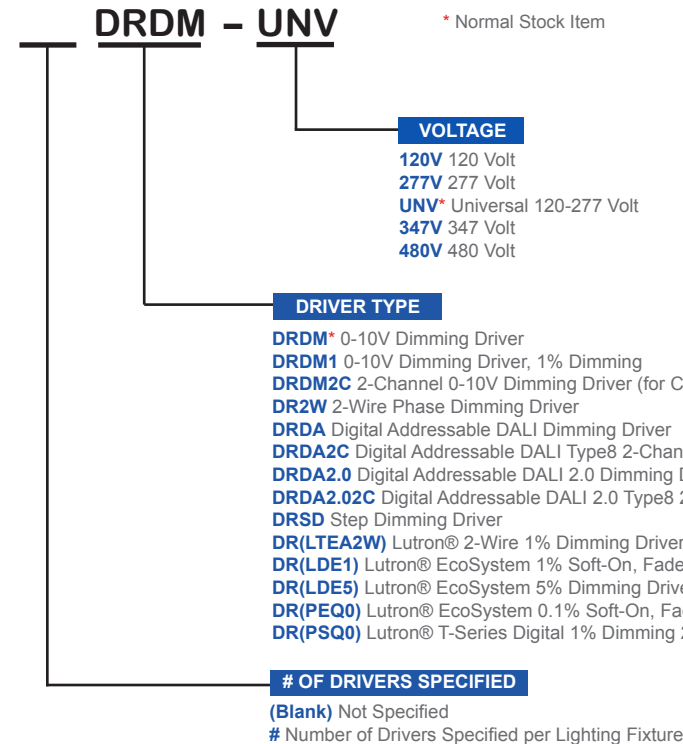 DRDM – UNV
* Normal Stock Item
VOLTAGE
120V 120 Volt
277V 277 Volt
UNV* Universal 120-277 Volt
347V 347 Volt
480V 480 Volt
DRIVER TYPE
DRDM* 0-10V Dimming Driver
DRDM1 0-10V Dimming Driver, 1% Dimming
DRDM2C 2-Channel 0-10V Dimming Driver (for C
DR2W 2-Wire Phase Dimming Driver
DRDA Digital Addressable DALI Dimming Driver
DRDA2C Digital Addressable DALI Type8 2-Chan
DRDA2.0 Digital Addressable DALI 2.0 Dimming
DRDA2.02C Digital Addressable DALI 2.0 Type8
DRSD Step Dimming Driver
DR(LTEA2W) Lutron® 2-Wire 1% Dimming Driver
DR(LDE1) Lutron® EcoSystem 1% Soft-On, Fade
DR(LDE5) Lutron® EcoSystem 5% Dimming Drive
DR(PEQ0) Lutron® EcoSystem 0.1% Soft-On, Fa
DR(PSQ0) Lutron® T-Series Digital 1% Dimming
# OF DRIVERS SPECIFIED
(Blank) Not Specified
# Number of Drivers Specified per Lighting Fixture